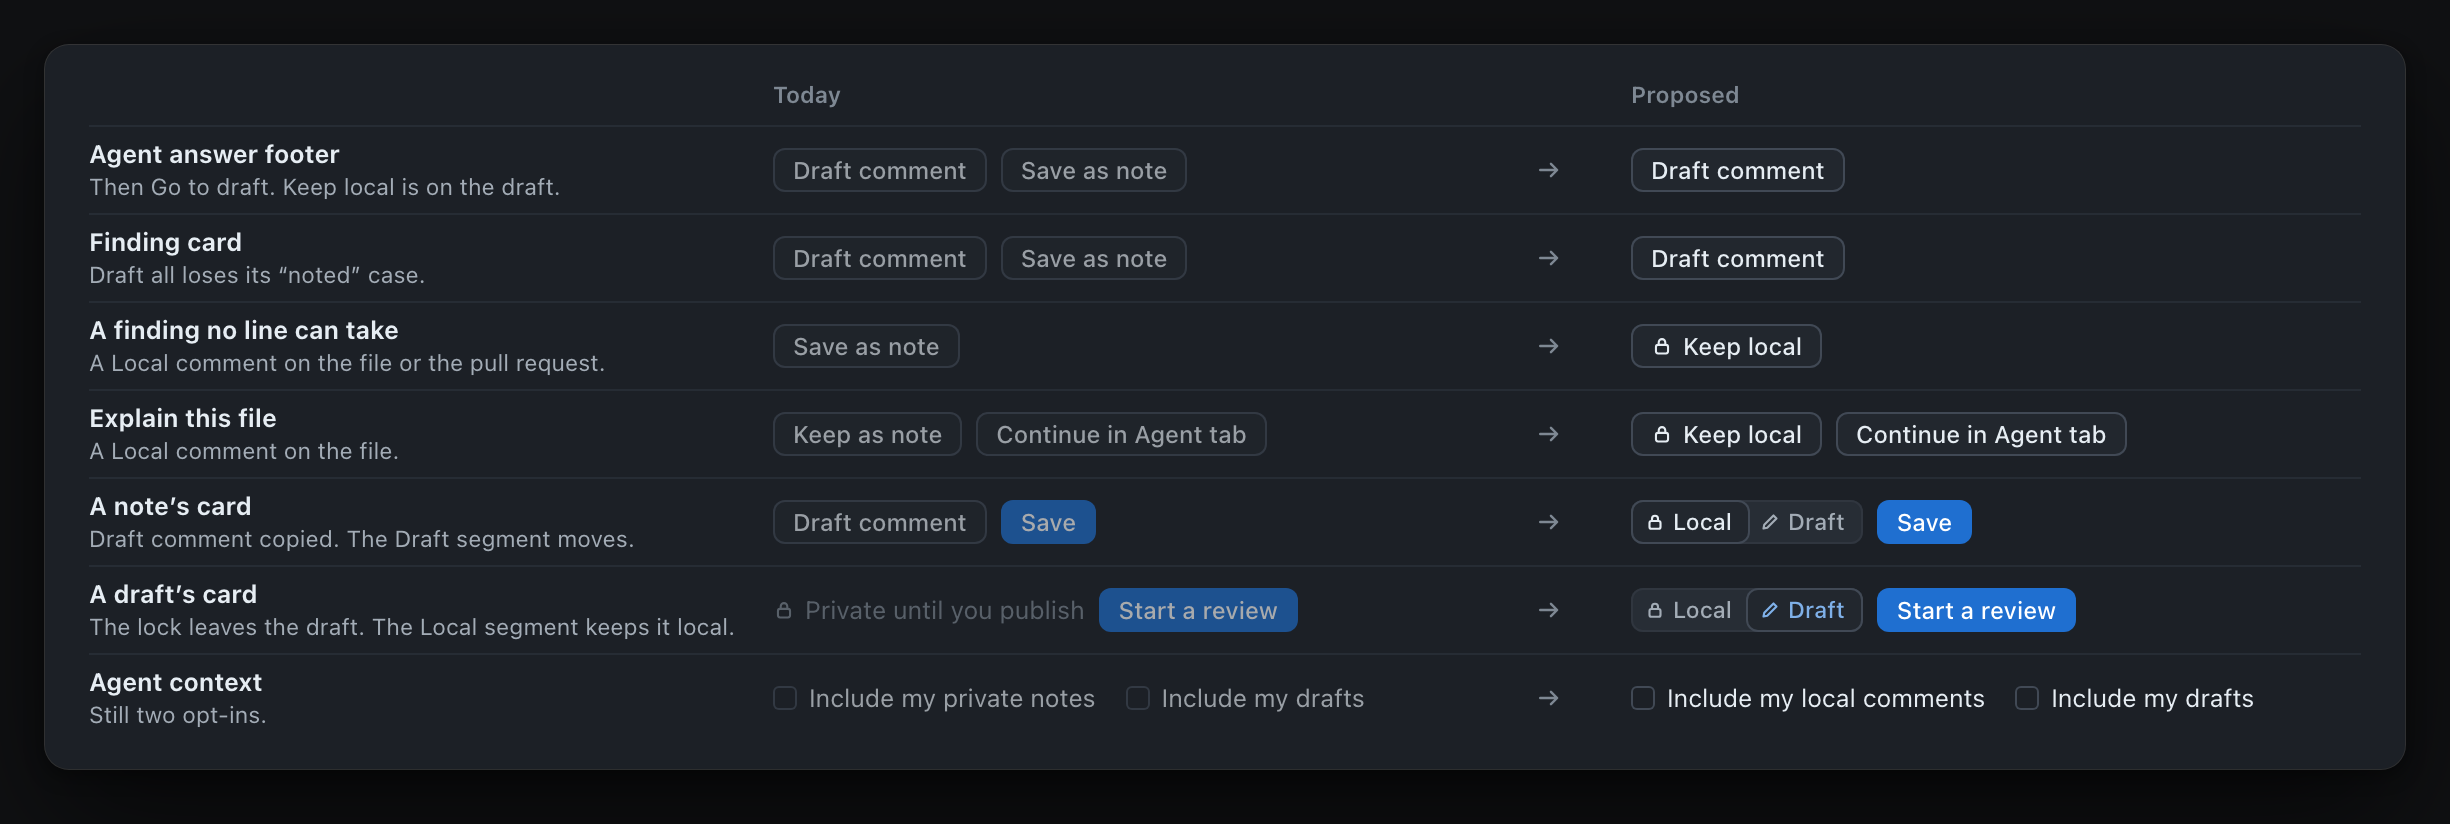 Today Proposed
Agent answer footer
Then Go to draft. Keep local is on the draft.
Draft comment Save as note → Draft comment
Finding card
Draft all loses its “noted” case.
Draft comment Save as note → Draft comment
A finding no line can take
A Local comment on the file or the pull request.
Save as note → Keep local
Explain this file
A Local comment on the file.
Keep as note Continue in Agent tab → Keep local Continue in Agent tab
A note’s card
Draft comment copied. The Draft segment moves.
Draft comment Save → Local Draft Save
A draft’s card
The lock leaves the draft. The Local segment keeps it local.
Private until you publish Start a review → Local Draft Start a review
Agent context
Still two opt-ins.
Include my private notes Include my drafts → Include my local comments Include my drafts